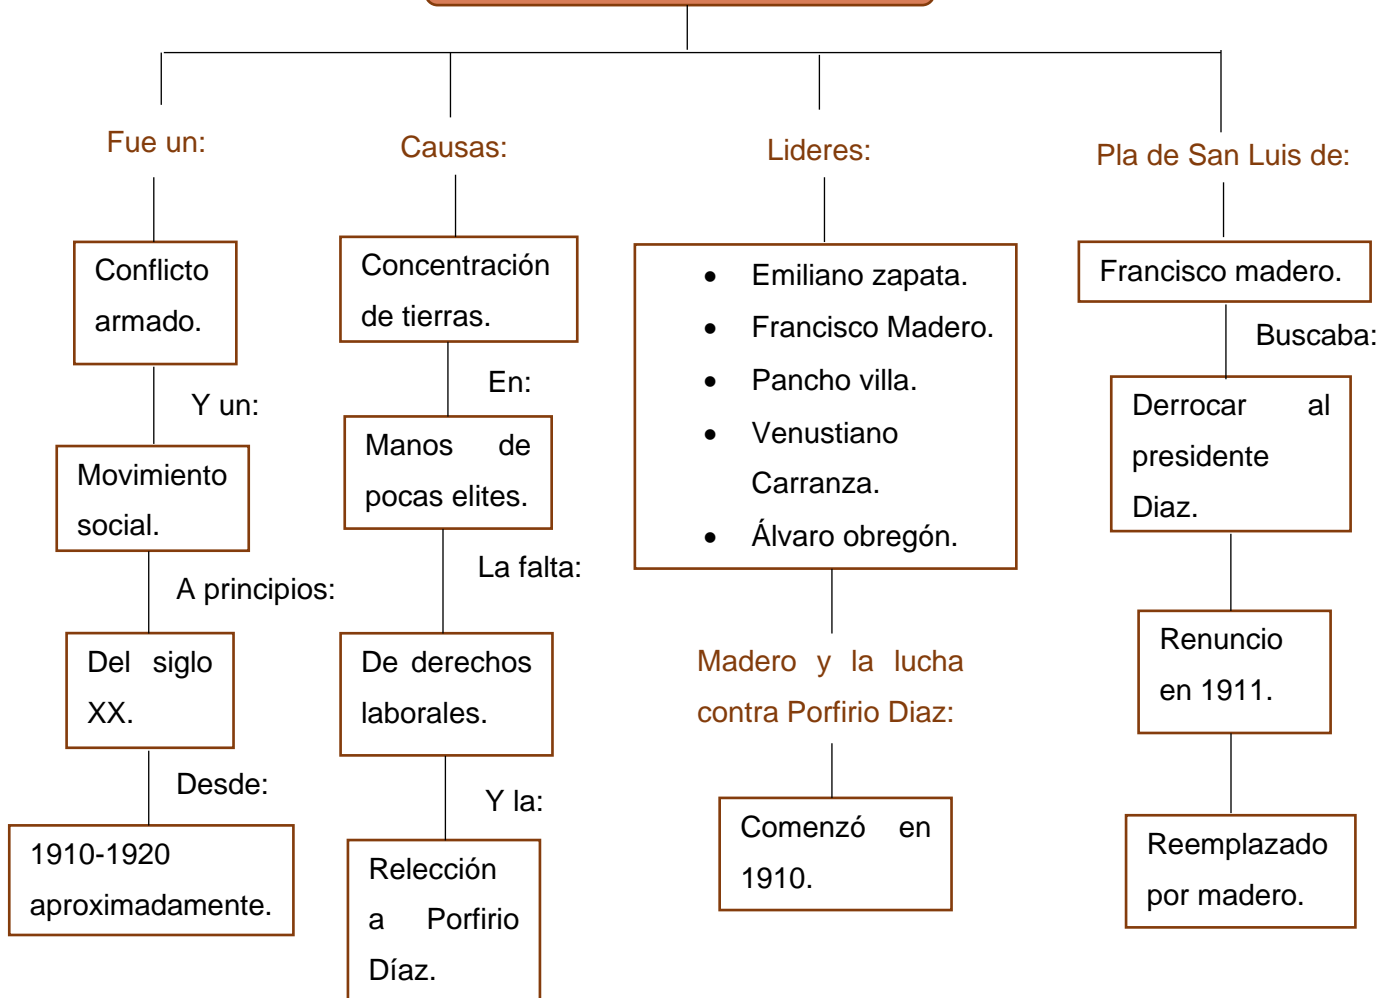 Fue un:
Conflicto
armado.
Y un:
Movimiento
social.
A principios:
Del siglo
XX.
Desde:
1910-1920
aproximadamente.
Causas:
Concentración
de tierras.
En:
Manos de
pocas elites.
La falta:
De derechos
laborales.
Y la:
Relección
a Porfirio
Díaz.
Lideres:
• Emiliano zapata.
• Francisco Madero.
• Pancho villa.
• Venustiano
Carranza.
• Álvaro obregón.
Madero y la lucha
contra Porfirio Diaz:
Comenzó en
1910.
Pla de San Luis de:
Francisco madero.
Buscaba:
Derrocar al
presidente
Diaz.
Renuncio
en 1911.
Reemplazado
por madero.